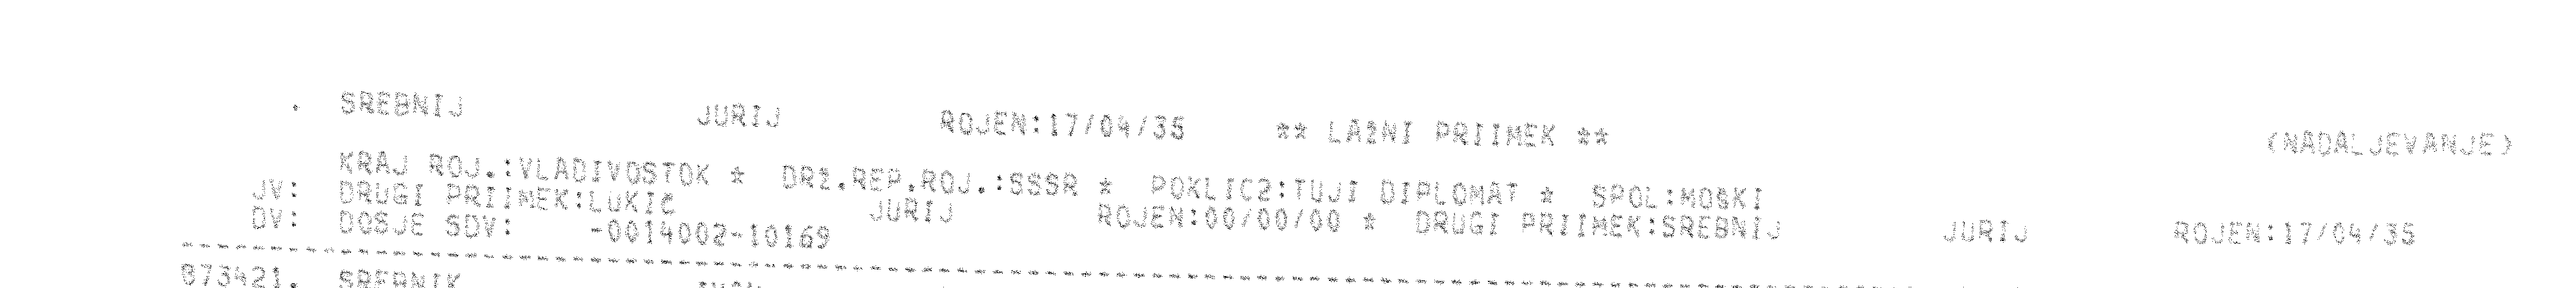 . SREBNIJ JURIJ ROJEN:17/04/35 ** LAŽNI PRIIMEK ** (NADALJEVANJE)
KRAJ ROJ.:VLADIVOSTOK * DRŽ.REP.ROJ.:SSSR * POKLIC2:TUJI DIPLOMAT * SPOL:MOŠKI
JV: DRUGI PRIIMEK:LUKIČ JURIJ ROJEN:00/00/00 * DRUGI PRIIMEK:SREBNIJ JURIJ ROJEN:17/04/35
DV: DOSJE SDV: -0014002-10169
073421. SREBNIK